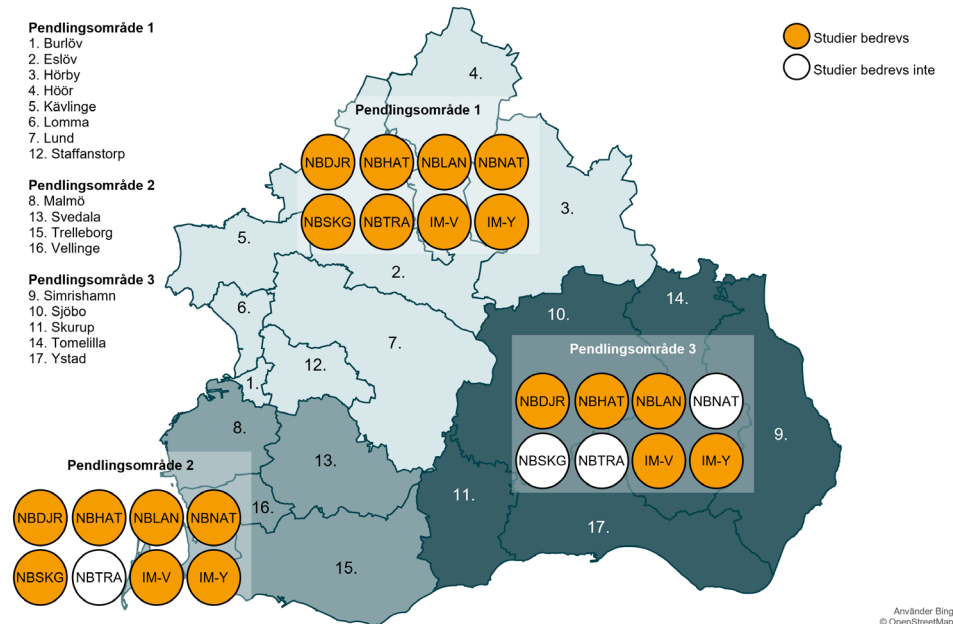 Pendlingsområde 1
1. Burlöv
2. Eslöv
3. Hörby
4. Höör
5. Kävlinge
6. Lomma
7. Lund
12. Staffanstorp
Pendlingsområde 2
8. Malmö
13. Svedala
15. Trelleborg
16. Vellinge
Pendlingsområde 3
9. Simrishamn
10. Sjöbo
11. Skurup
14. Tomelilla
17. Ystad
Studier bedrevs
Studier bedrevs inte
4.
Pendlingsområde 1
NBDJR NBHAT NBLAN NBNAT
NBSKG NBTRA IM-V IM-Y
3.
5.
2.
6.
14.
10.
7.
12.
1.
Pendlingsområde 3
NBDJR NBHAT NBLAN NBNAT
NBSKG NBTRA IM-V IM-Y
9.
8.
13.
11.
17.
Pendlingsområde 2
NBDJR NBHAT NBLAN NBNAT
NBSKG NBTRA IM-V IM-Y
16.
15.
Använder Bing
© OpenStreetMap